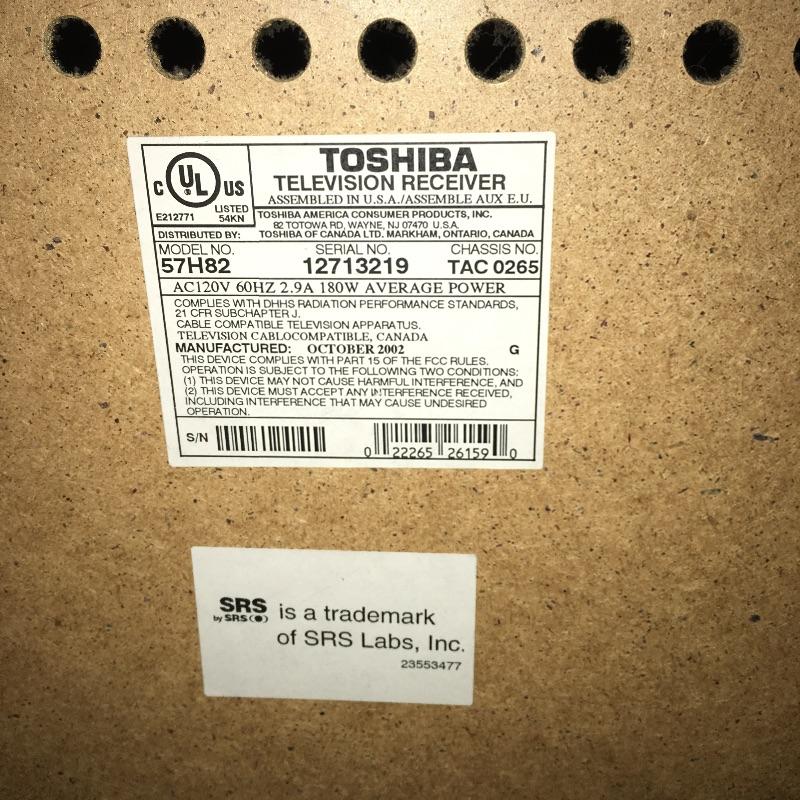 TOSHIBA
TELEVISION RECEIVER
ASSEMBLED IN U.S.A./ASSEMBLE AUX E.U.
C UL US
®
LISTED
E212771 54KN
TOSHIBA AMERICA CONSUMER PRODUCTS, INC.
82 TOTOWA RD, WAYNE, NJ 07470 U.S.A.
DISTRIBUTED BY: TOSHIBA OF CANADA LTD. MARKHAM, ONTARIO, CANADA
MODEL NO. SERIAL NO. CHASSIS NO.
57H82 12713219 TAC 0265
AC120V 60HZ 2.9A 180W AVERAGE POWER
COMPLIES WITH DHHS RADIATION PERFORMANCE STANDARDS,
21 CFR SUBCHAPTER J.
CABLE COMPATIBLE TELEVISION APPARATUS.
TELEVISION CABLOCOMPATIBLE, CANADA
MANUFACTURED: OCTOBER 2002 G
THIS DEVICE COMPLIES WITH PART 15 OF THE FCC RULES.
OPERATION IS SUBJECT TO THE FOLLOWING TWO CONDITIONS:
(1) THIS DEVICE MAY NOT CAUSE HARMFUL INTERFERENCE, AND
(2) THIS DEVICE MUST ACCEPT ANY INTERFERENCE RECEIVED,
INCLUDING INTERFERENCE THAT MAY CAUSE UNDESIRED
OPERATION.
S/N
0 22265 26159 0
SRS is a trademark
by SRS(●)
of SRS Labs, Inc.
23553477